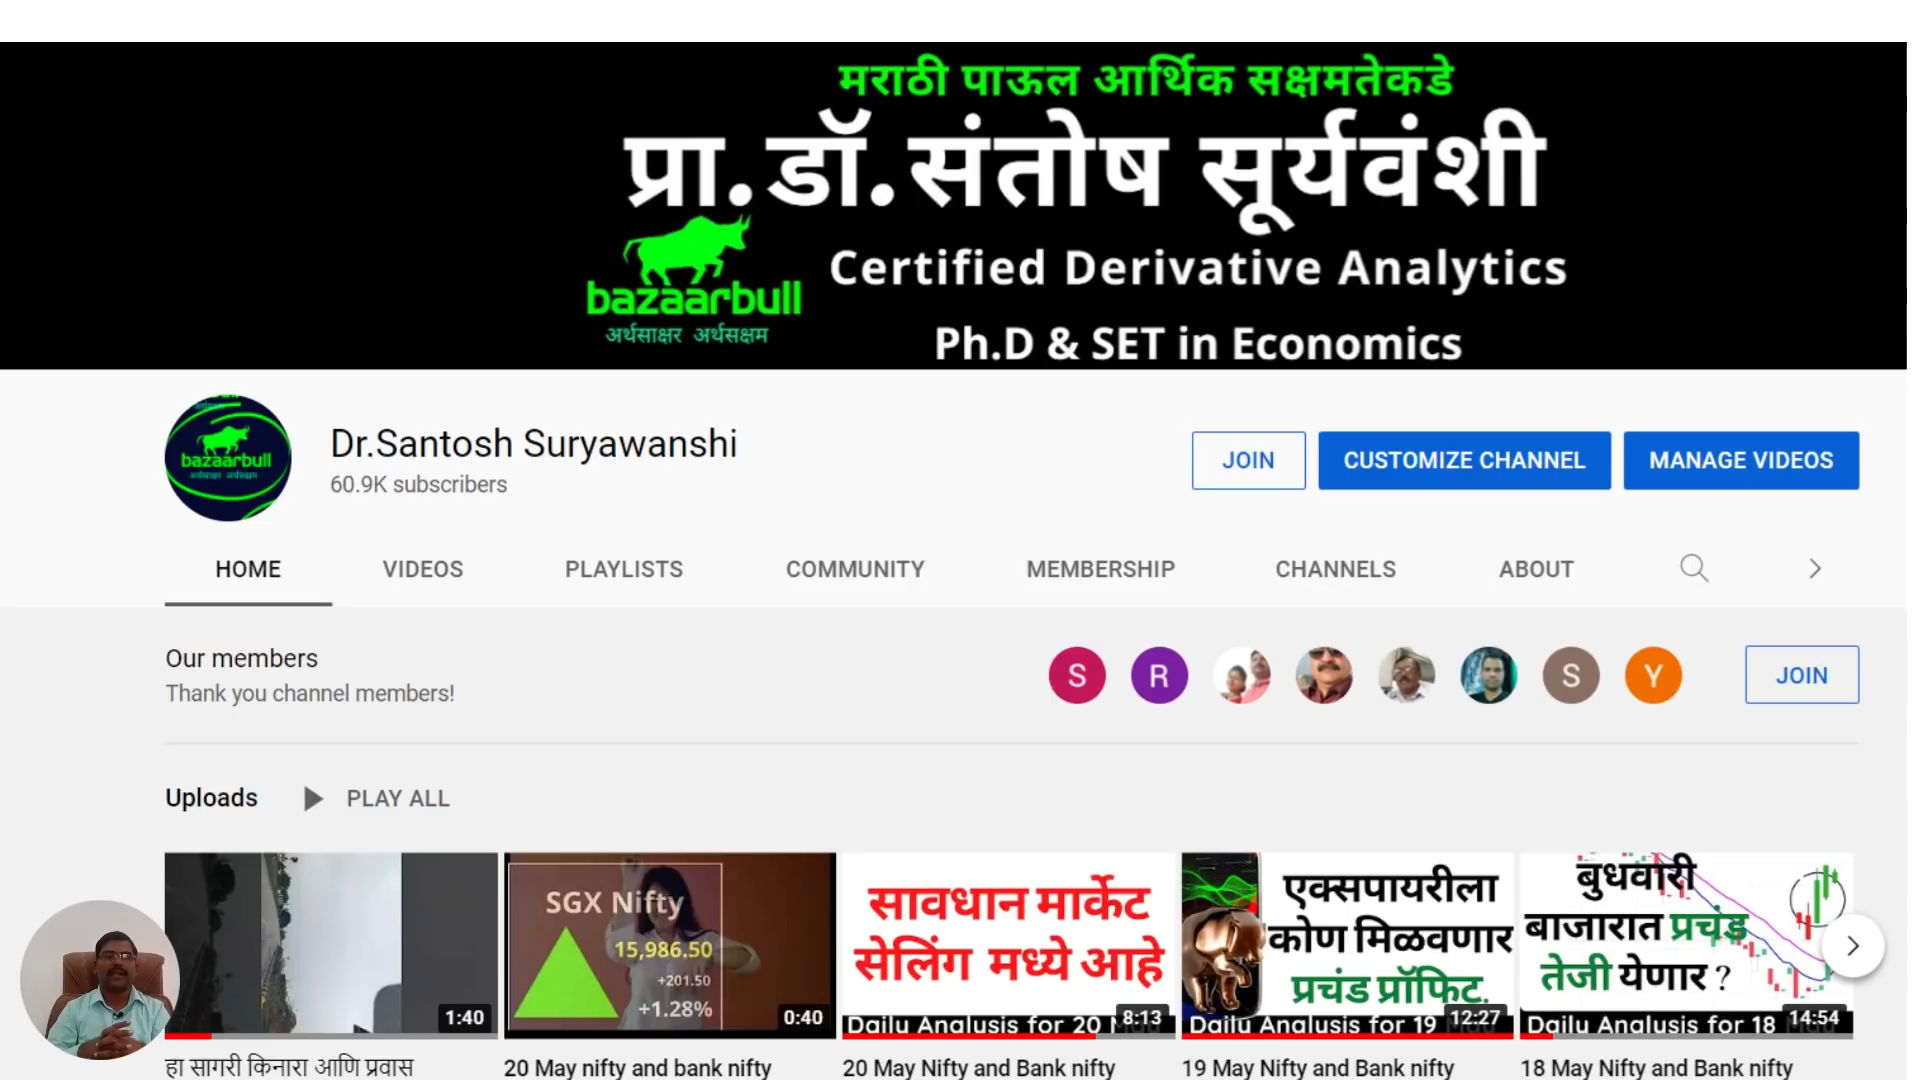 मराठी पाऊल आर्थिक सक्षमतेकडे
प्रा.डॉ.संतोष सूर्यवंशी
bazaarbull
अर्थसाक्षर अर्थसक्षम
Certified Derivative Analytics
Ph.D & SET in Economics
bazaarbull
Dr.Santosh Suryawanshi
60.9K subscribers
JOIN
CUSTOMIZE CHANNEL
MANAGE VIDEOS
HOME
VIDEOS
PLAYLISTS
COMMUNITY
MEMBERSHIP
CHANNELS
ABOUT
Our members
Thank you channel members!
S
R
S
Y
JOIN
Uploads
PLAY ALL
1:40
SGX Nifty
15,986.50
+201.50
+1.28%
0:40
सावधान मार्केट
सेलिंग मध्ये आहे
Daily Analysis for 20
8:13
एक्सपायरीला
कोण मिळवणार
प्रचंड प्रॉफिट.
Daily Analysis for 19
12:27
बुधवारी
बाजारात प्रचंड
तेजी येणार ?
Daily Analysis for 18
14:54
हा सागरी किनारा आणि प्रवास
20 May nifty and bank nifty
20 May Nifty and Bank nifty
19 May Nifty and Bank nifty
18 May Nifty and Bank nifty